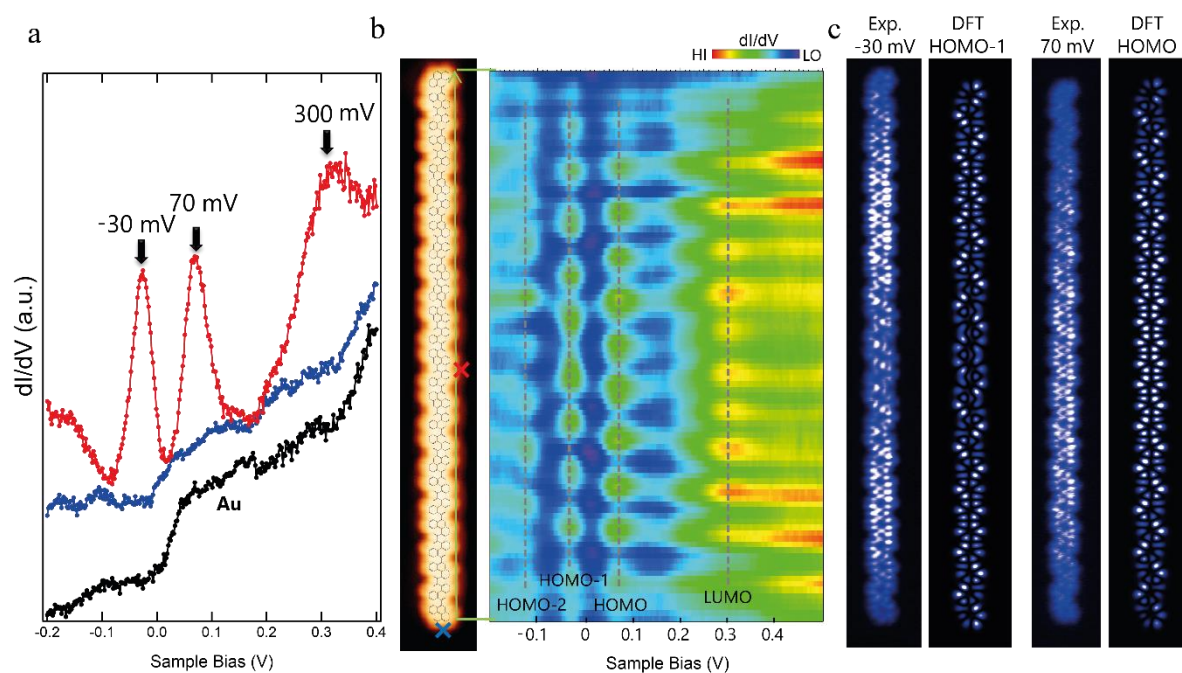 a
300 mV
70 mV
-30 mV
Au
dI/dV (a.u.)
-0.2 -0.1 0.0 0.1 0.2 0.3 0.4
Sample Bias (V)
b
dI/dV
HI LO
HOMO-1
HOMO-2 HOMO LUMO
-0.1 0 0.1 0.2 0.3 0.4
Sample Bias (V)
c
Exp.
-30 mV
DFT
HOMO-1
Exp.
70 mV
DFT
HOMO